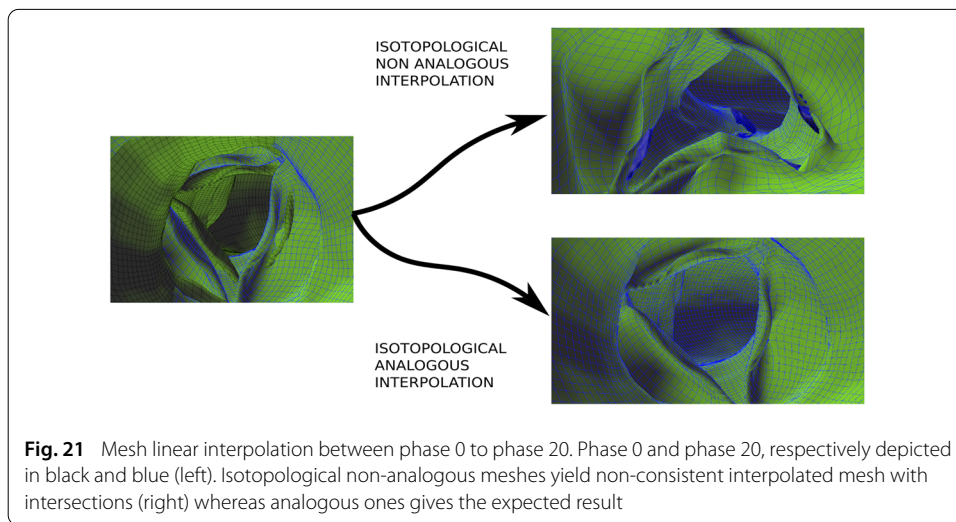 ISOTOPOLOGICAL
NON ANALOGOUS
INTERPOLATION
ISOTOPOLOGICAL
ANALOGOUS
INTERPOLATION
Fig. 21 Mesh linear interpolation between phase 0 to phase 20. Phase 0 and phase 20, respectively depicted
in black and blue (left). Isotopological non-analogous meshes yield non-consistent interpolated mesh with
intersections (right) whereas analogous ones gives the expected result